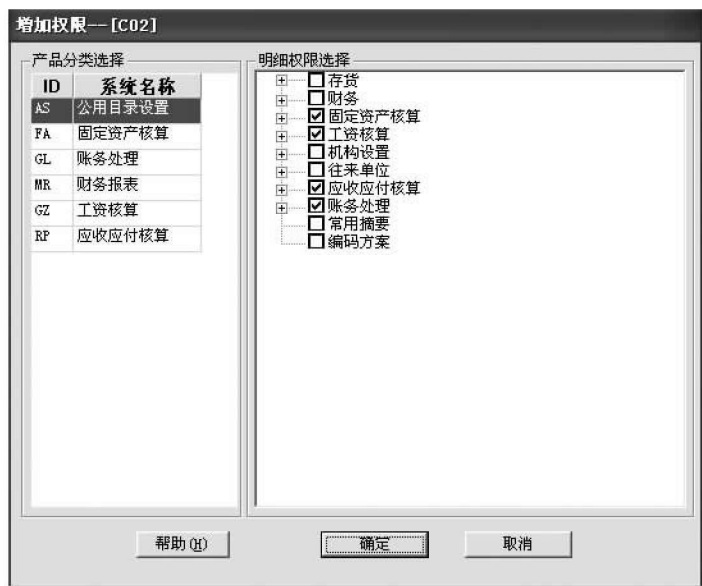 增加权限--[C02]
产品分类选择
ID 系统名称
AS 公用目录设置
FA 固定资产核算
GL 账务处理
MR 财务报表
GZ 工资核算
RP 应收应付核算
明细权限选择
存货
财务
固定资产核算
工资核算
机构设置
往来单位
应收应付核算
账务处理
常用摘要
编码方案
帮助(H)
确定
取消